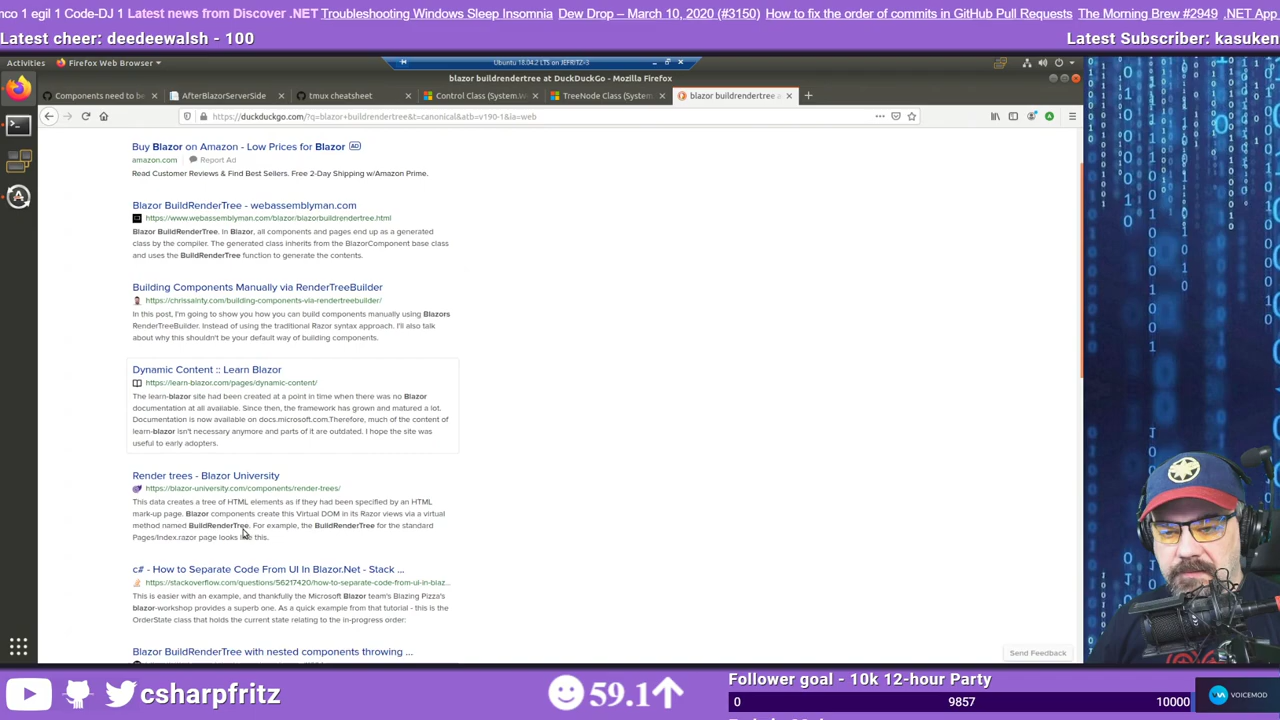 mco 1 egil 1 Code-DJ 1 Latest news from Discover .NET Troubleshooting Windows Sleep Insomnia Dew Drop – March 10, 2020 (#3150) How to fix the order of commits in GitHub Pull Requests The Morning Brew #2949 .NET App
Latest cheer: deedeewalsh - 100
Latest Subscriber: kasuken
Activities Firefox Web Browser
Ubuntu 18.04.2 LTS on JEFRITZ-3
blazor buildrendertree at DuckDuckGo - Mozilla Firefox
Components need to be AfterBlazorServerSide tmux cheatsheet Control Class (System.W TreeNode Class (System blazor buildrendertree a
https://duckduckgo.com/?q=blazor+buildrendertree&t=canonical&atb=v190-1&ia=web
Buy Blazor on Amazon - Low Prices for Blazor AD
amazon.com Report Ad
Read Customer Reviews & Find Best Sellers. Free 2-Day Shipping w/Amazon Prime.
Blazor BuildRenderTree - webassemblyman.com
https://www.webassemblyman.com/blazor/blazorbuildrendertree.html
Blazor BuildRenderTree. In Blazor, all components and pages end up as a generated
class by the compiler. The generated class inherits from the BlazorComponent base class
and uses the BuildRenderTree function to generate the contents.
Building Components Manually via RenderTreeBuilder
https://chrissainty.com/building-components-via-rendertreebuilder/
In this post, I'm going to show you how you can build components manually using Blazors
RenderTreeBuilder. Instead of using the traditional Razor syntax approach. I'll also talk
about why this shouldn't be your default way of building components.
Dynamic Content :: Learn Blazor
https://learn-blazor.com/pages/dynamic-content/
The learn-blazor site had been created at a point in time when there was no Blazor
documentation at all available. Since then, the framework has grown and matured a lot.
Documentation is now available on docs.microsoft.com.Therefore, much of the content of
learn-blazor isn't necessary anymore and parts of it are outdated. I hope the site was
useful to early adopters.
Render trees - Blazor University
https://blazor-university.com/components/render-trees/
This data creates a tree of HTML elements as if they had been specified by an HTML
mark-up page. Blazor components create this Virtual DOM in its Razor views via a virtual
method named BuildRenderTree. For example, the BuildRenderTree for the standard
Pages/Index.razor page looks like this.
c# - How to Separate Code From UI In Blazor.Net - Stack ...
https://stackoverflow.com/questions/56217420/how-to-separate-code-from-ui-in-blaz...
This is easier with an example, and thankfully the Microsoft Blazor team's Blazing Pizza's
blazor-workshop provides a superb one. As a quick example from that tutorial - this is the
OrderState class that holds the current state relating to the in-progress order:
Blazor BuildRenderTree with nested components throwing ...
Send Feedback
csharpfritz
59.1
Follower goal - 10k 12-hour Party
0 9857 10000
VOICEMOD